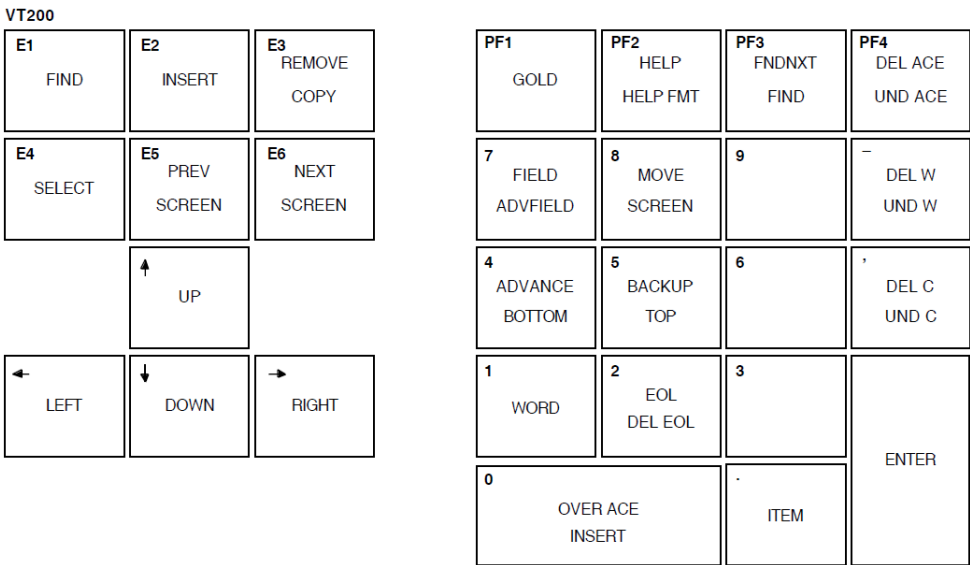 VT200
E1
FIND
E2
INSERT
E3
REMOVE
COPY
E4
SELECT
E5
PREV
SCREEN
E6
NEXT
SCREEN
UP
LEFT
DOWN
RIGHT
PF1
GOLD
PF2
HELP
HELP FMT
PF3
FNDNXT
FIND
PF4
DEL ACE
UND ACE
7
FIELD
ADVFIELD
8
MOVE
SCREEN
9
–
DEL W
UND W
4
ADVANCE
BOTTOM
5
BACKUP
TOP
6
,
DEL C
UND C
1
WORD
2
EOL
DEL EOL
3
ENTER
0
OVER ACE
INSERT
.
ITEM